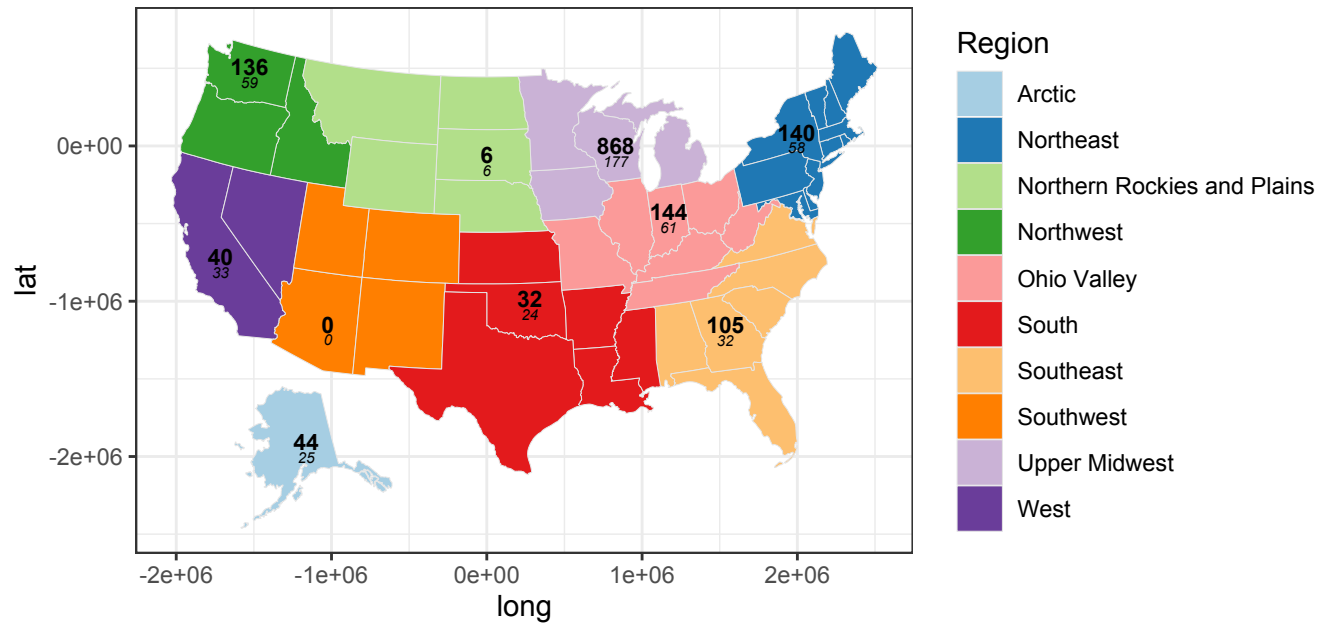 136
59
0e+00
6
6
868
177
140
58
144
61
40
33
lat
-1e+06
32
24
0
0
105
32
44
25
-2e+06
-2e+06
-1e+06
0e+00
1e+06
2e+06
long
Region
Arctic
Northeast
Northern Rockies and Plains
Northwest
Ohio Valley
South
Southeast
Southwest
Upper Midwest
West